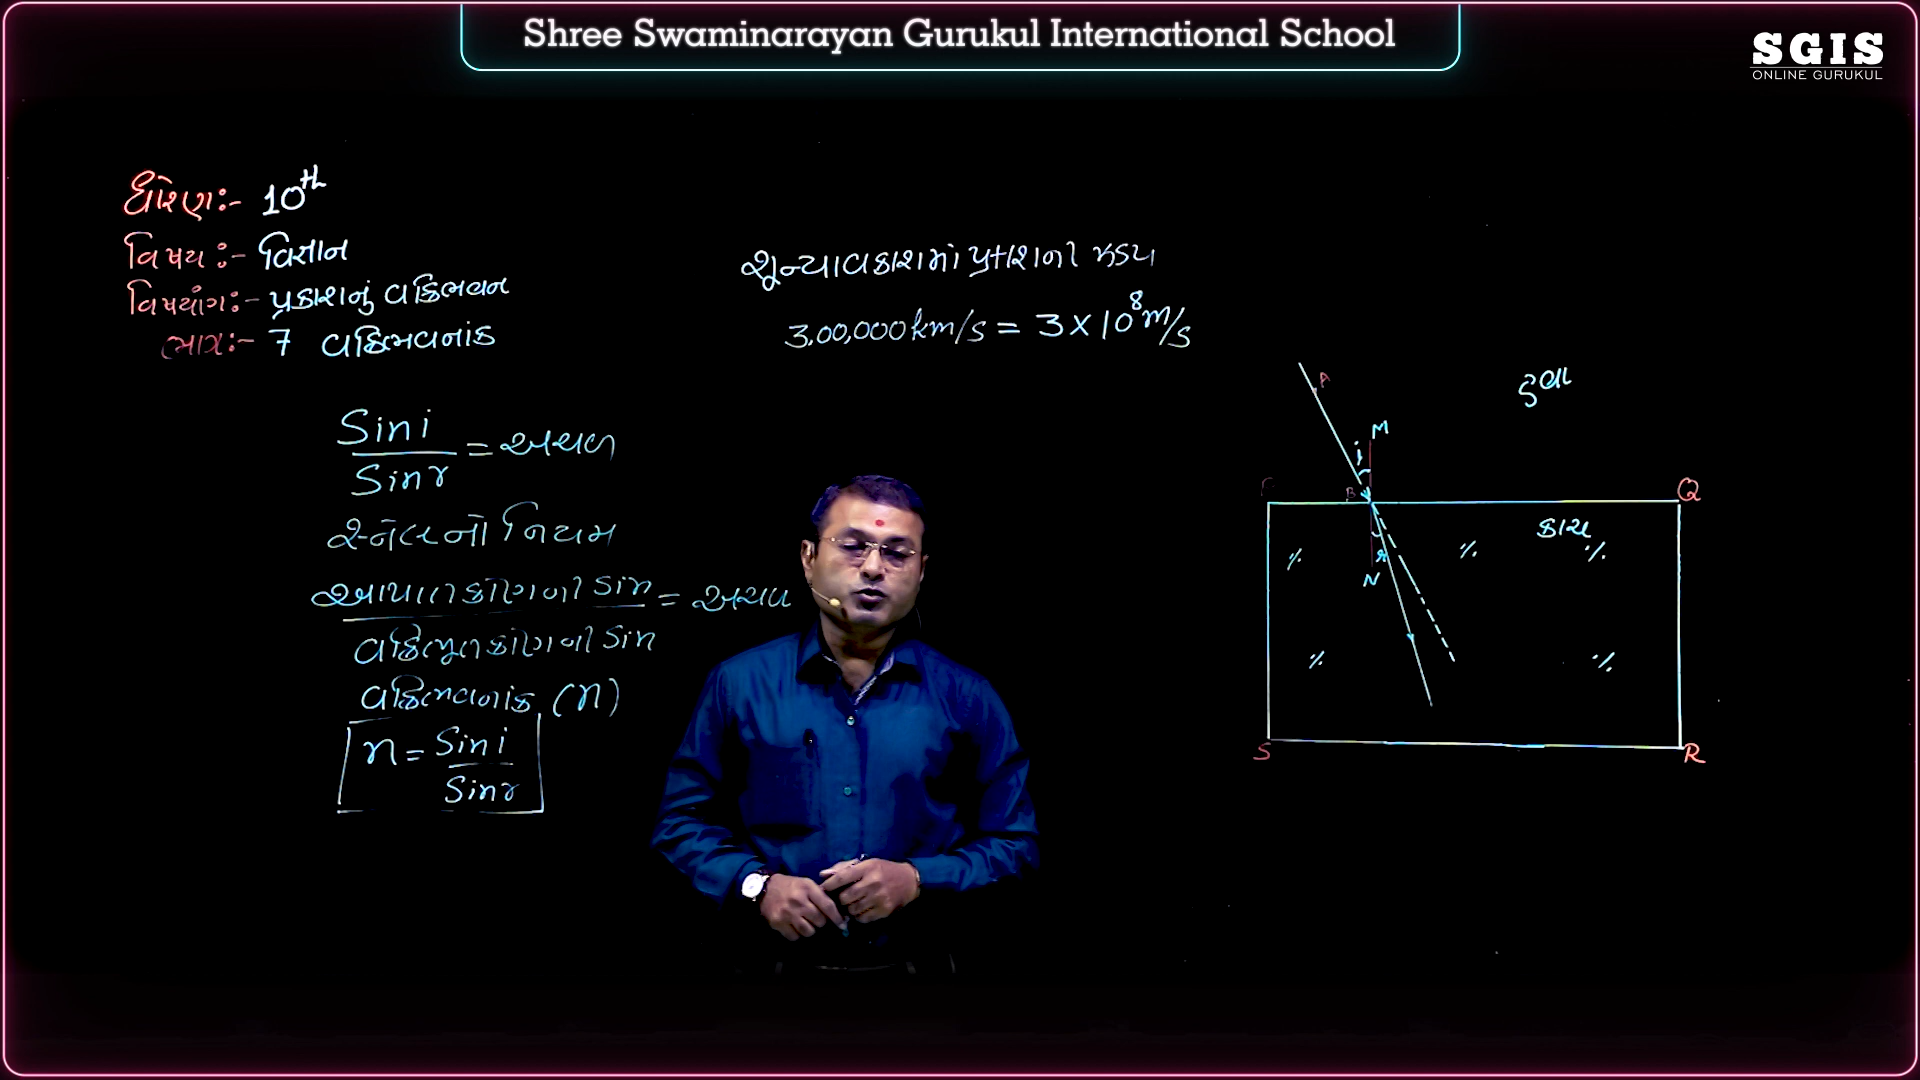 Shree Swaminarayan Gurukul International School
SGIS
ONLINE GURUKUL
ધોરણ:- 10th
વિષય:- વિજ્ઞાન
વિષયાંગ:- પ્રકાશનું વક્રિભવન
ભાગ:- 7 વક્રિભવનાંક
શૂન્યાવકાશમાં પ્રકાશની ઝડપ
3,00,000 km/s = 3 × 10⁸ m/s
Sin i / Sin r = અચળ
સ્નેલનો નિયમ
આપાતકોણની sin / વક્રિભૂતકોણની sin = અચળ
વક્રિભવનાંક (n)
n = Sin i / Sin r
હવા
A
M
i
P
B
Q
કાચ
r
N
S
R